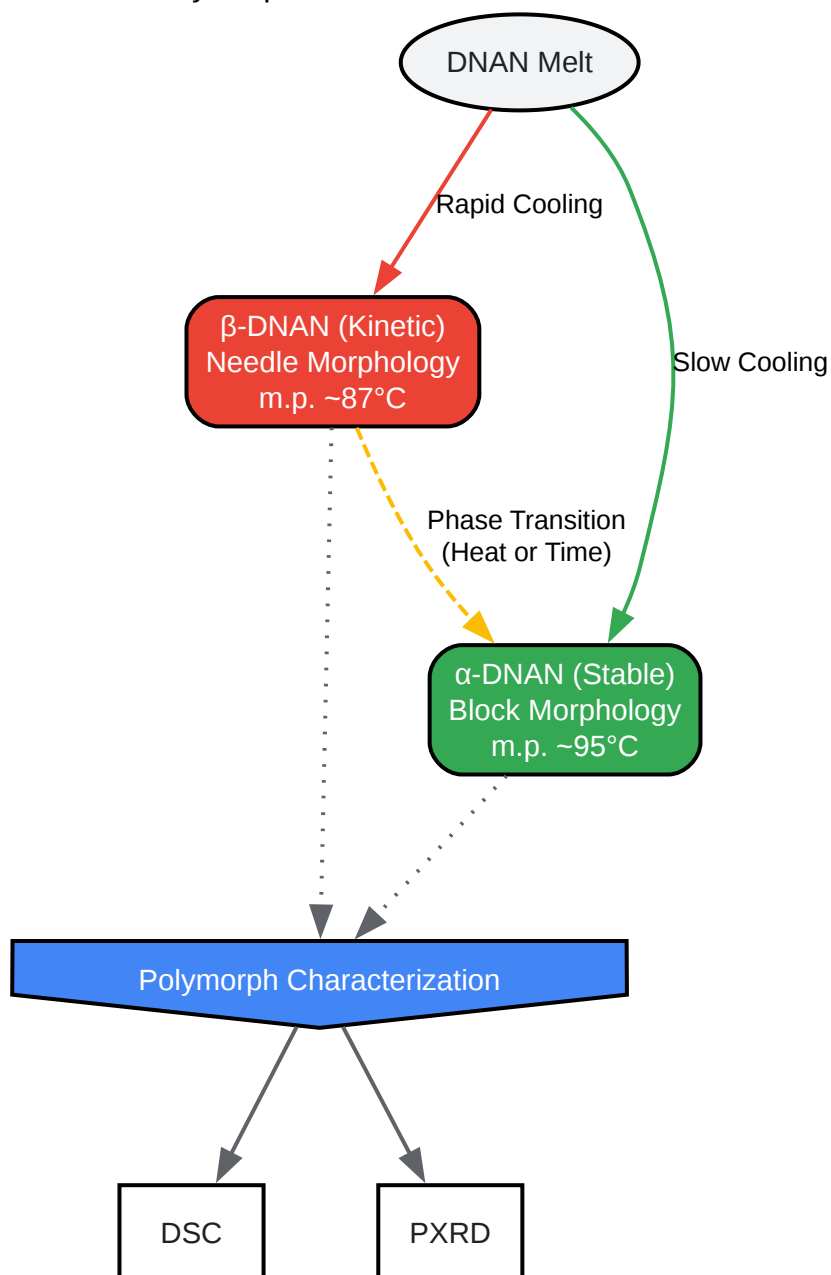 DNAN Melt
Rapid Cooling
β-DNAN (Kinetic)
Needle Morphology
m.p. ~87°C
Slow Cooling
Phase Transition
(Heat or Time)
α-DNAN (Stable)
Block Morphology
m.p. ~95°C
Polymorph Characterization
DSC
PXRD